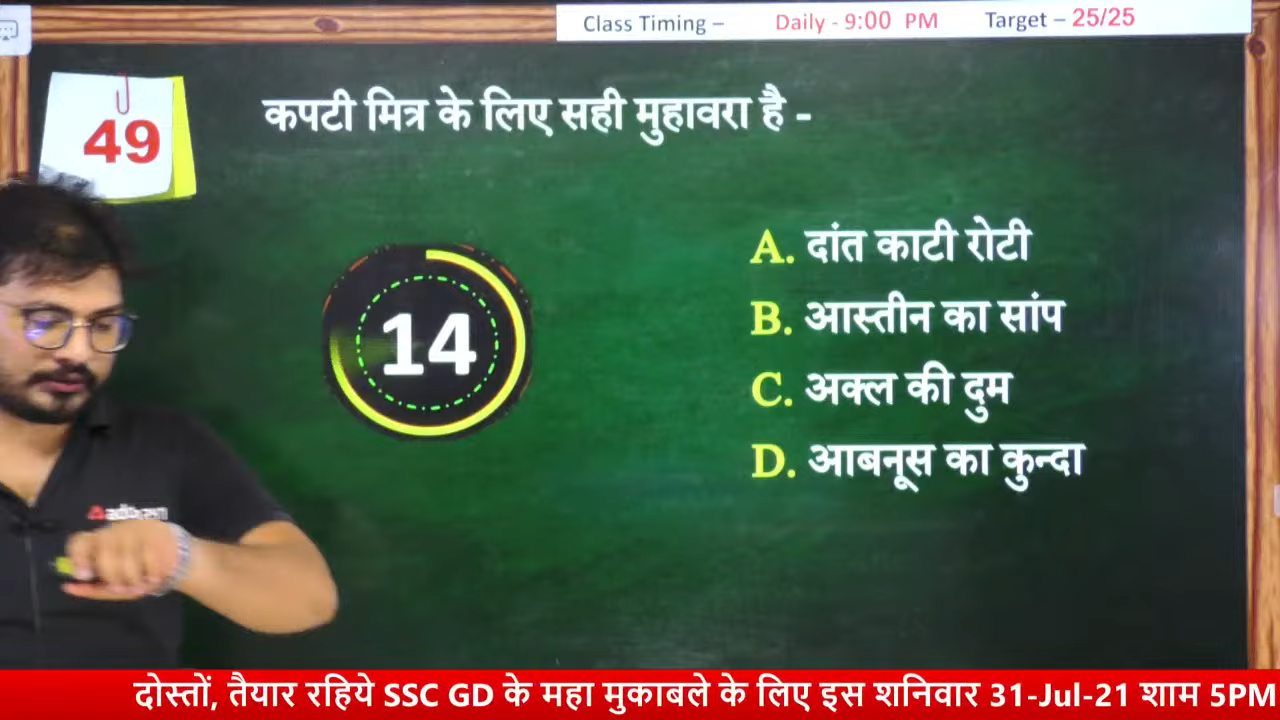 Class Timing – Daily - 9:00 PM Target – 25/25
49
कपटी मित्र के लिए सही मुहावरा है -
14
A. दांत काटी रोटी
B. आस्तीन का सांप
C. अक्ल की दुम
D. आबनूस का कुन्दा
दोस्तों, तैयार रहिये SSC GD के महा मुकाबले के लिए इस शनिवार 31-Jul-21 शाम 5PM